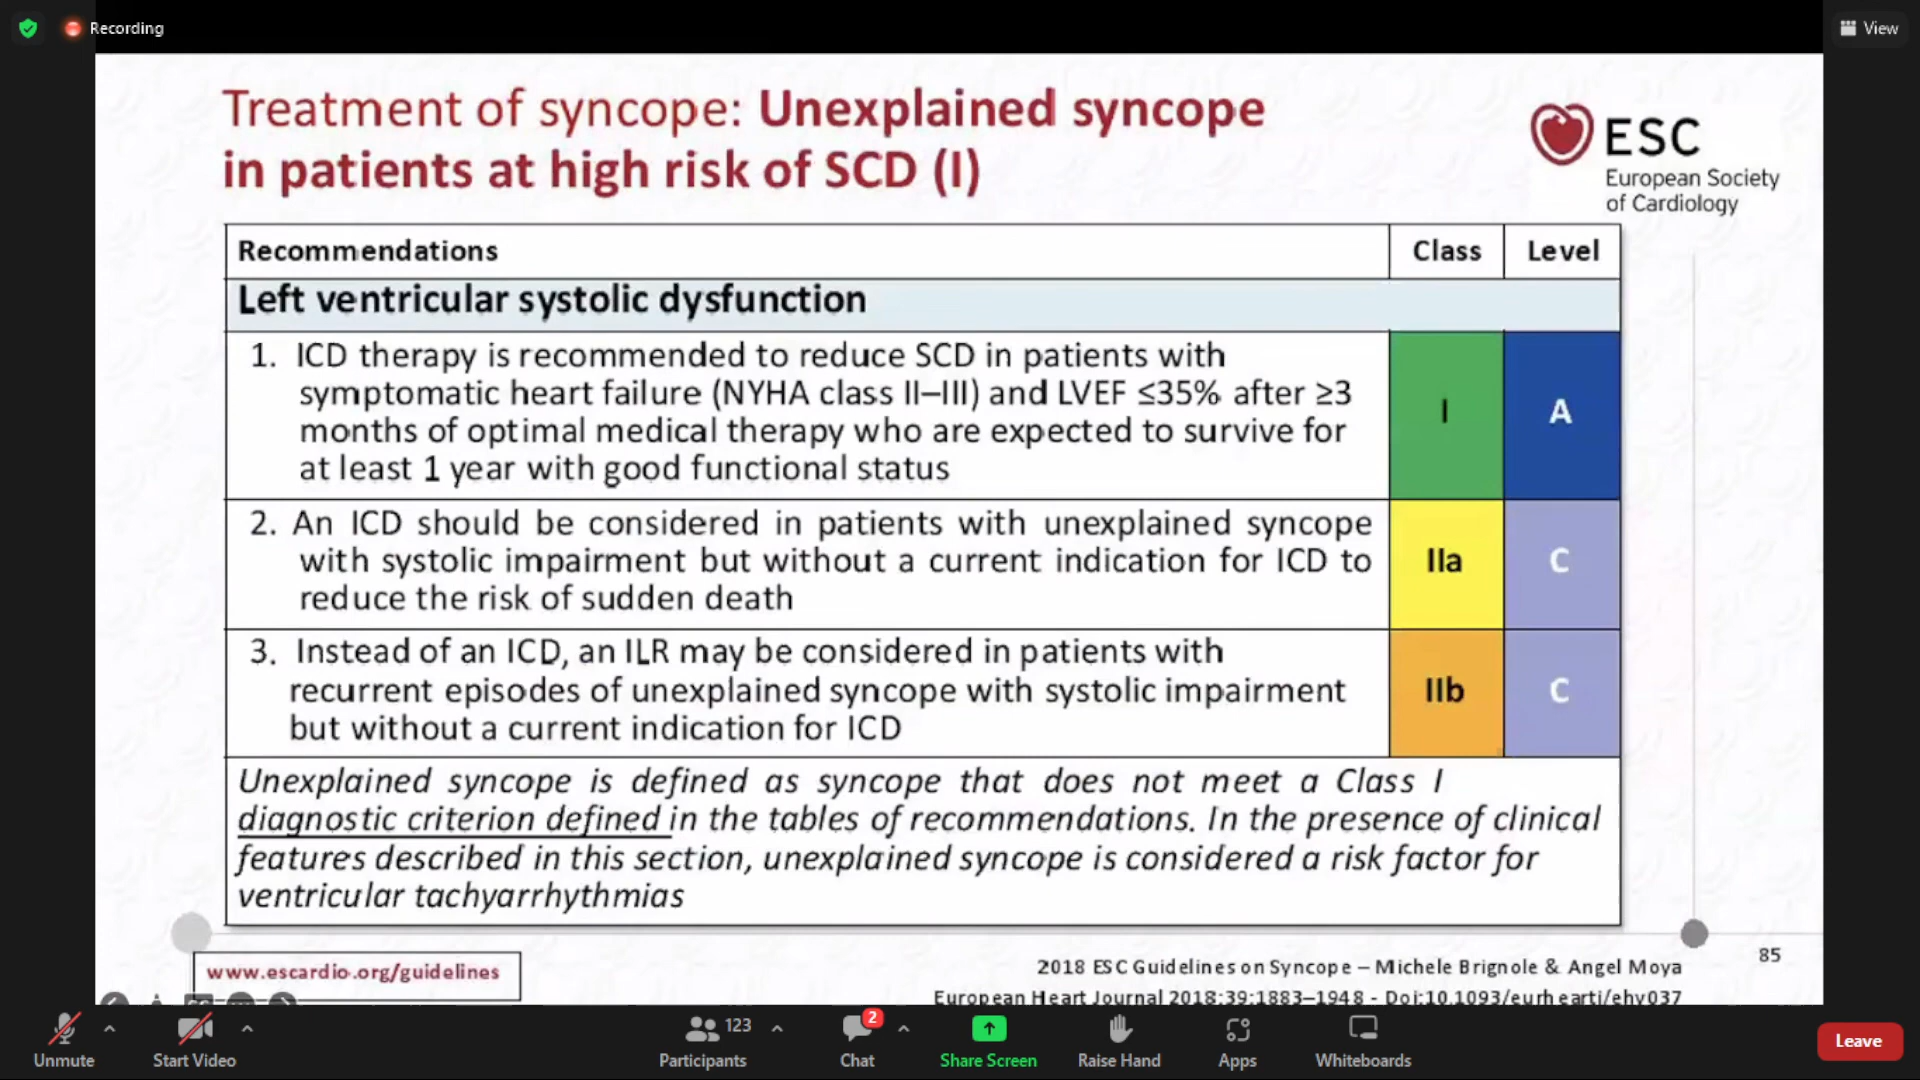 Recording
View
Treatment of syncope: Unexplained syncope
in patients at high risk of SCD (I)
ESC
European Society
of Cardiology
Recommendations Class Level
Left ventricular systolic dysfunction
1. ICD therapy is recommended to reduce SCD in patients with
symptomatic heart failure (NYHA class II–III) and LVEF ≤35% after ≥3
months of optimal medical therapy who are expected to survive for
at least 1 year with good functional status
I A
2. An ICD should be considered in patients with unexplained syncope
with systolic impairment but without a current indication for ICD to
reduce the risk of sudden death
IIa C
3. Instead of an ICD, an ILR may be considered in patients with
recurrent episodes of unexplained syncope with systolic impairment
but without a current indication for ICD
IIb C
Unexplained syncope is defined as syncope that does not meet a Class I
diagnostic criterion defined in the tables of recommendations. In the presence of clinical
features described in this section, unexplained syncope is considered a risk factor for
ventricular tachyarrhythmias
www.escardio.org/guidelines
2018 ESC Guidelines on Syncope – Michele Brignole & Angel Moya
85
European Heart Journal 2018;39:1883–1948 - Doi:10.1093/eurheartj/ehy037
Unmute
Start Video
123
Participants
2
Chat
Share Screen
Raise Hand
Apps
Whiteboards
Leave